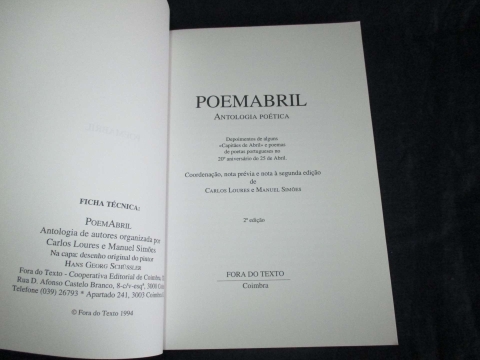 FICHA TÉCNICA:
POEMABRIL
Antologia de autores organizada por
Carlos Loures e Manuel Simões
Na capa: desenho original do pintor
HANS GEORG
Fora do Texto - Cooperativa Editorial de Coimbra,
Rua D. Afonso Castelo Branco, 8-c/v-esqª, 3000
Telefone (039) 26793 * Apartado 241, 3003 Coimbra
© Fora do Texto 1994
POEMABRIL
ANTOLOGIA POÉTICA
Depoimentos de alguns
«Capitães de Abril» e poemas
de poetas portugueses no
20º aniversário do 25 de Abril.
Coordenação, nota prévia e nota à segunda edição
de
CARLOS LOURES e MANUEL SIMÕES
2ª edição
FORA DO TEXTO
Coimbra